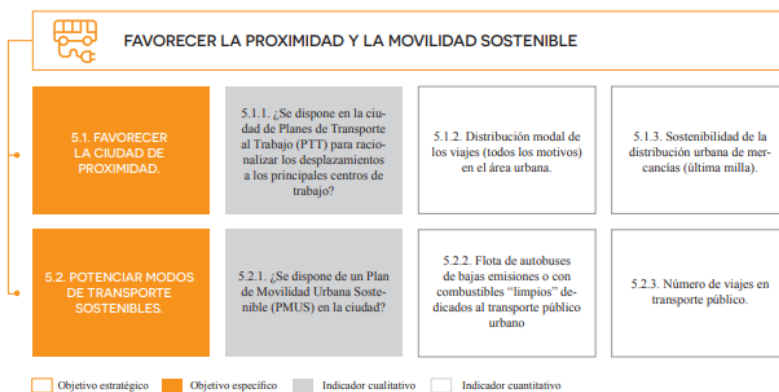 FAVORECER LA PROXIMIDAD Y LA MOVILIDAD SOSTENIBLE
5.1. FAVORECER
LA CIUDAD DE
PROXIMIDAD.
5.1.1. ¿Se dispone en la ciu-
dad de Planes de Transporte
al Trabajo (PTT) para racio-
nalizar los desplazamientos
a los principales centros de
trabajo?
5.1.2. Distribución modal de
los viajes (todos los motivos)
en el área urbana.
5.1.3. Sostenibilidad de la
distribución urbana de mer-
cancías (última milla).
5.2. POTENCIAR MODOS
DE TRANSPORTE
SOSTENIBLES.
5.2.1. ¿Se dispone de un Plan
de Movilidad Urbana Soste-
nible (PMUS) en la ciudad?
5.2.2. Flota de autobuses
de bajas emisiones o con
combustibles “limpios” de-
dicados al transporte público
urbano
5.2.3. Número de viajes en
transporte público.
Objetivo estratégico Objetivo específico Indicador cualitativo Indicador cuantitativo